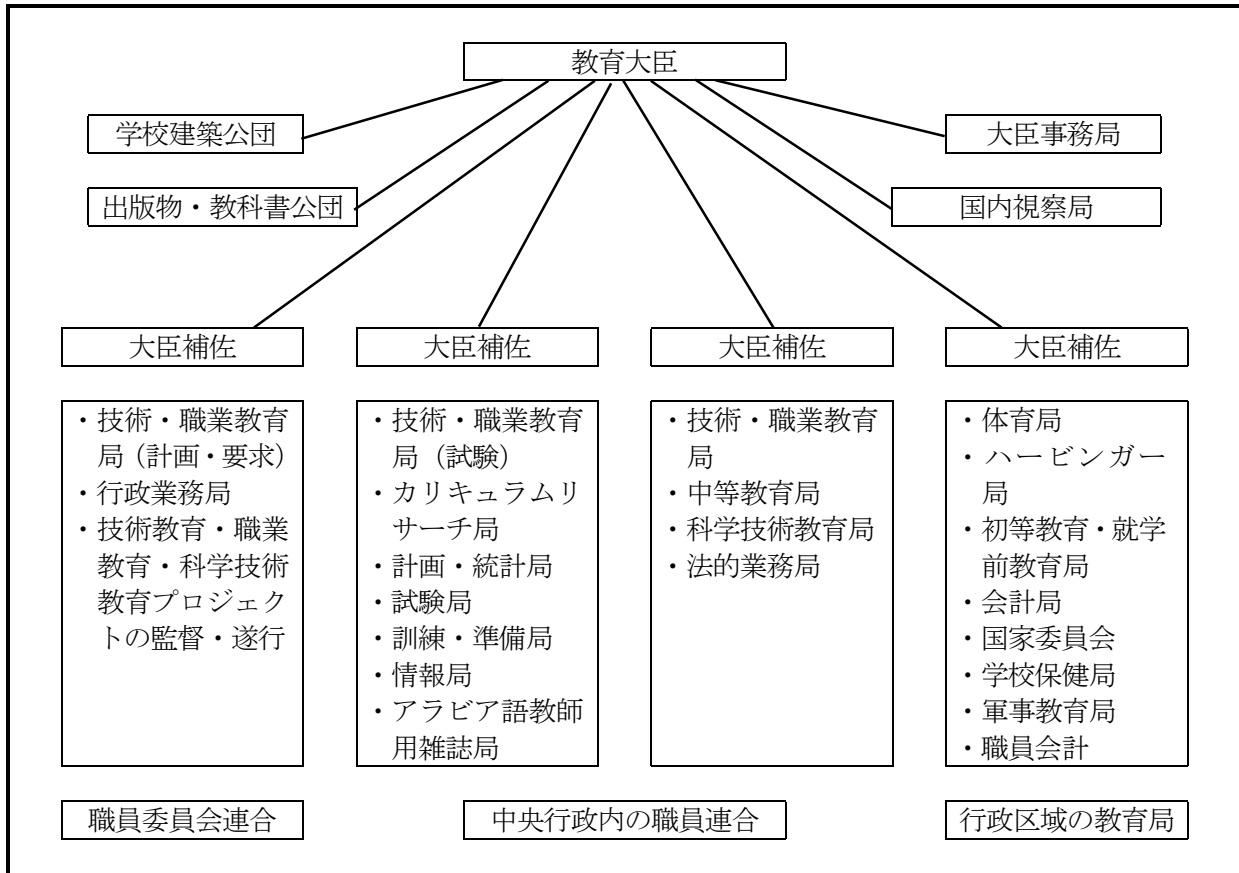 教育大臣
学校建築公団
大臣事務局
出版物・教科書公団
国内視察局
大臣補佐
大臣補佐
大臣補佐
大臣補佐
・技術・職業教育
局（計画・要求）
・行政業務局
・技術教育・職業
教育・科学技術
教育プロジェク
トの監督・遂行
・技術・職業教育
局（試験）
・カリキュラムリ
サーチ局
・計画・統計局
・試験局
・訓練・準備局
・情報局
・アラビア語教師
用雑誌局
・技術・職業教育
局
・中等教育局
・科学技術教育局
・法的業務局
・体育局
・ハービンガー
局
・初等教育・就学
前教育局
・会計局
・国家委員会
・学校保健局
・軍事教育局
・職員会計
職員委員会連合
中央行政内の職員連合
行政区域の教育局